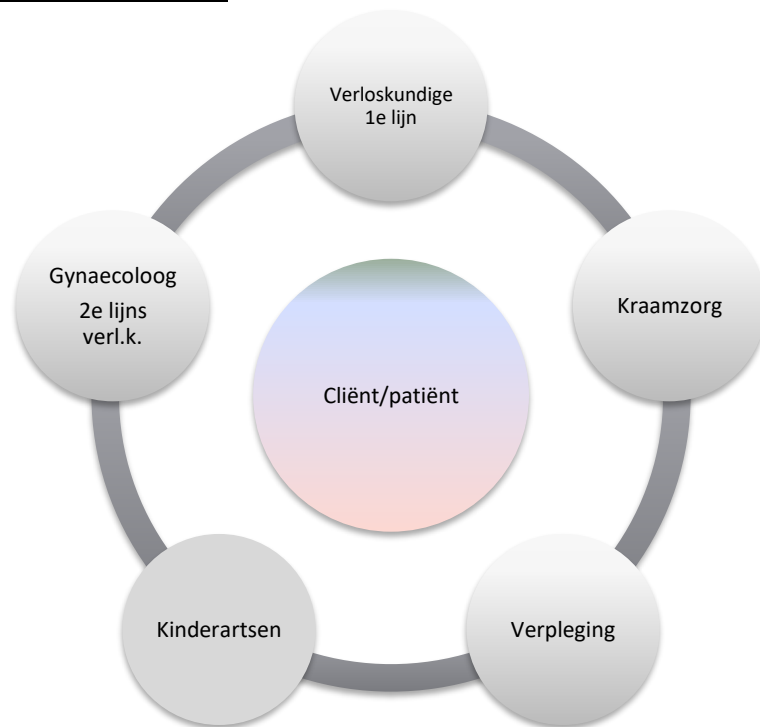 Verloskundige
1e lijn
Gynaecoloog
2e lijns
verl.k.
Kraamzorg
Cliënt/patiënt
Kinderartsen
Verpleging